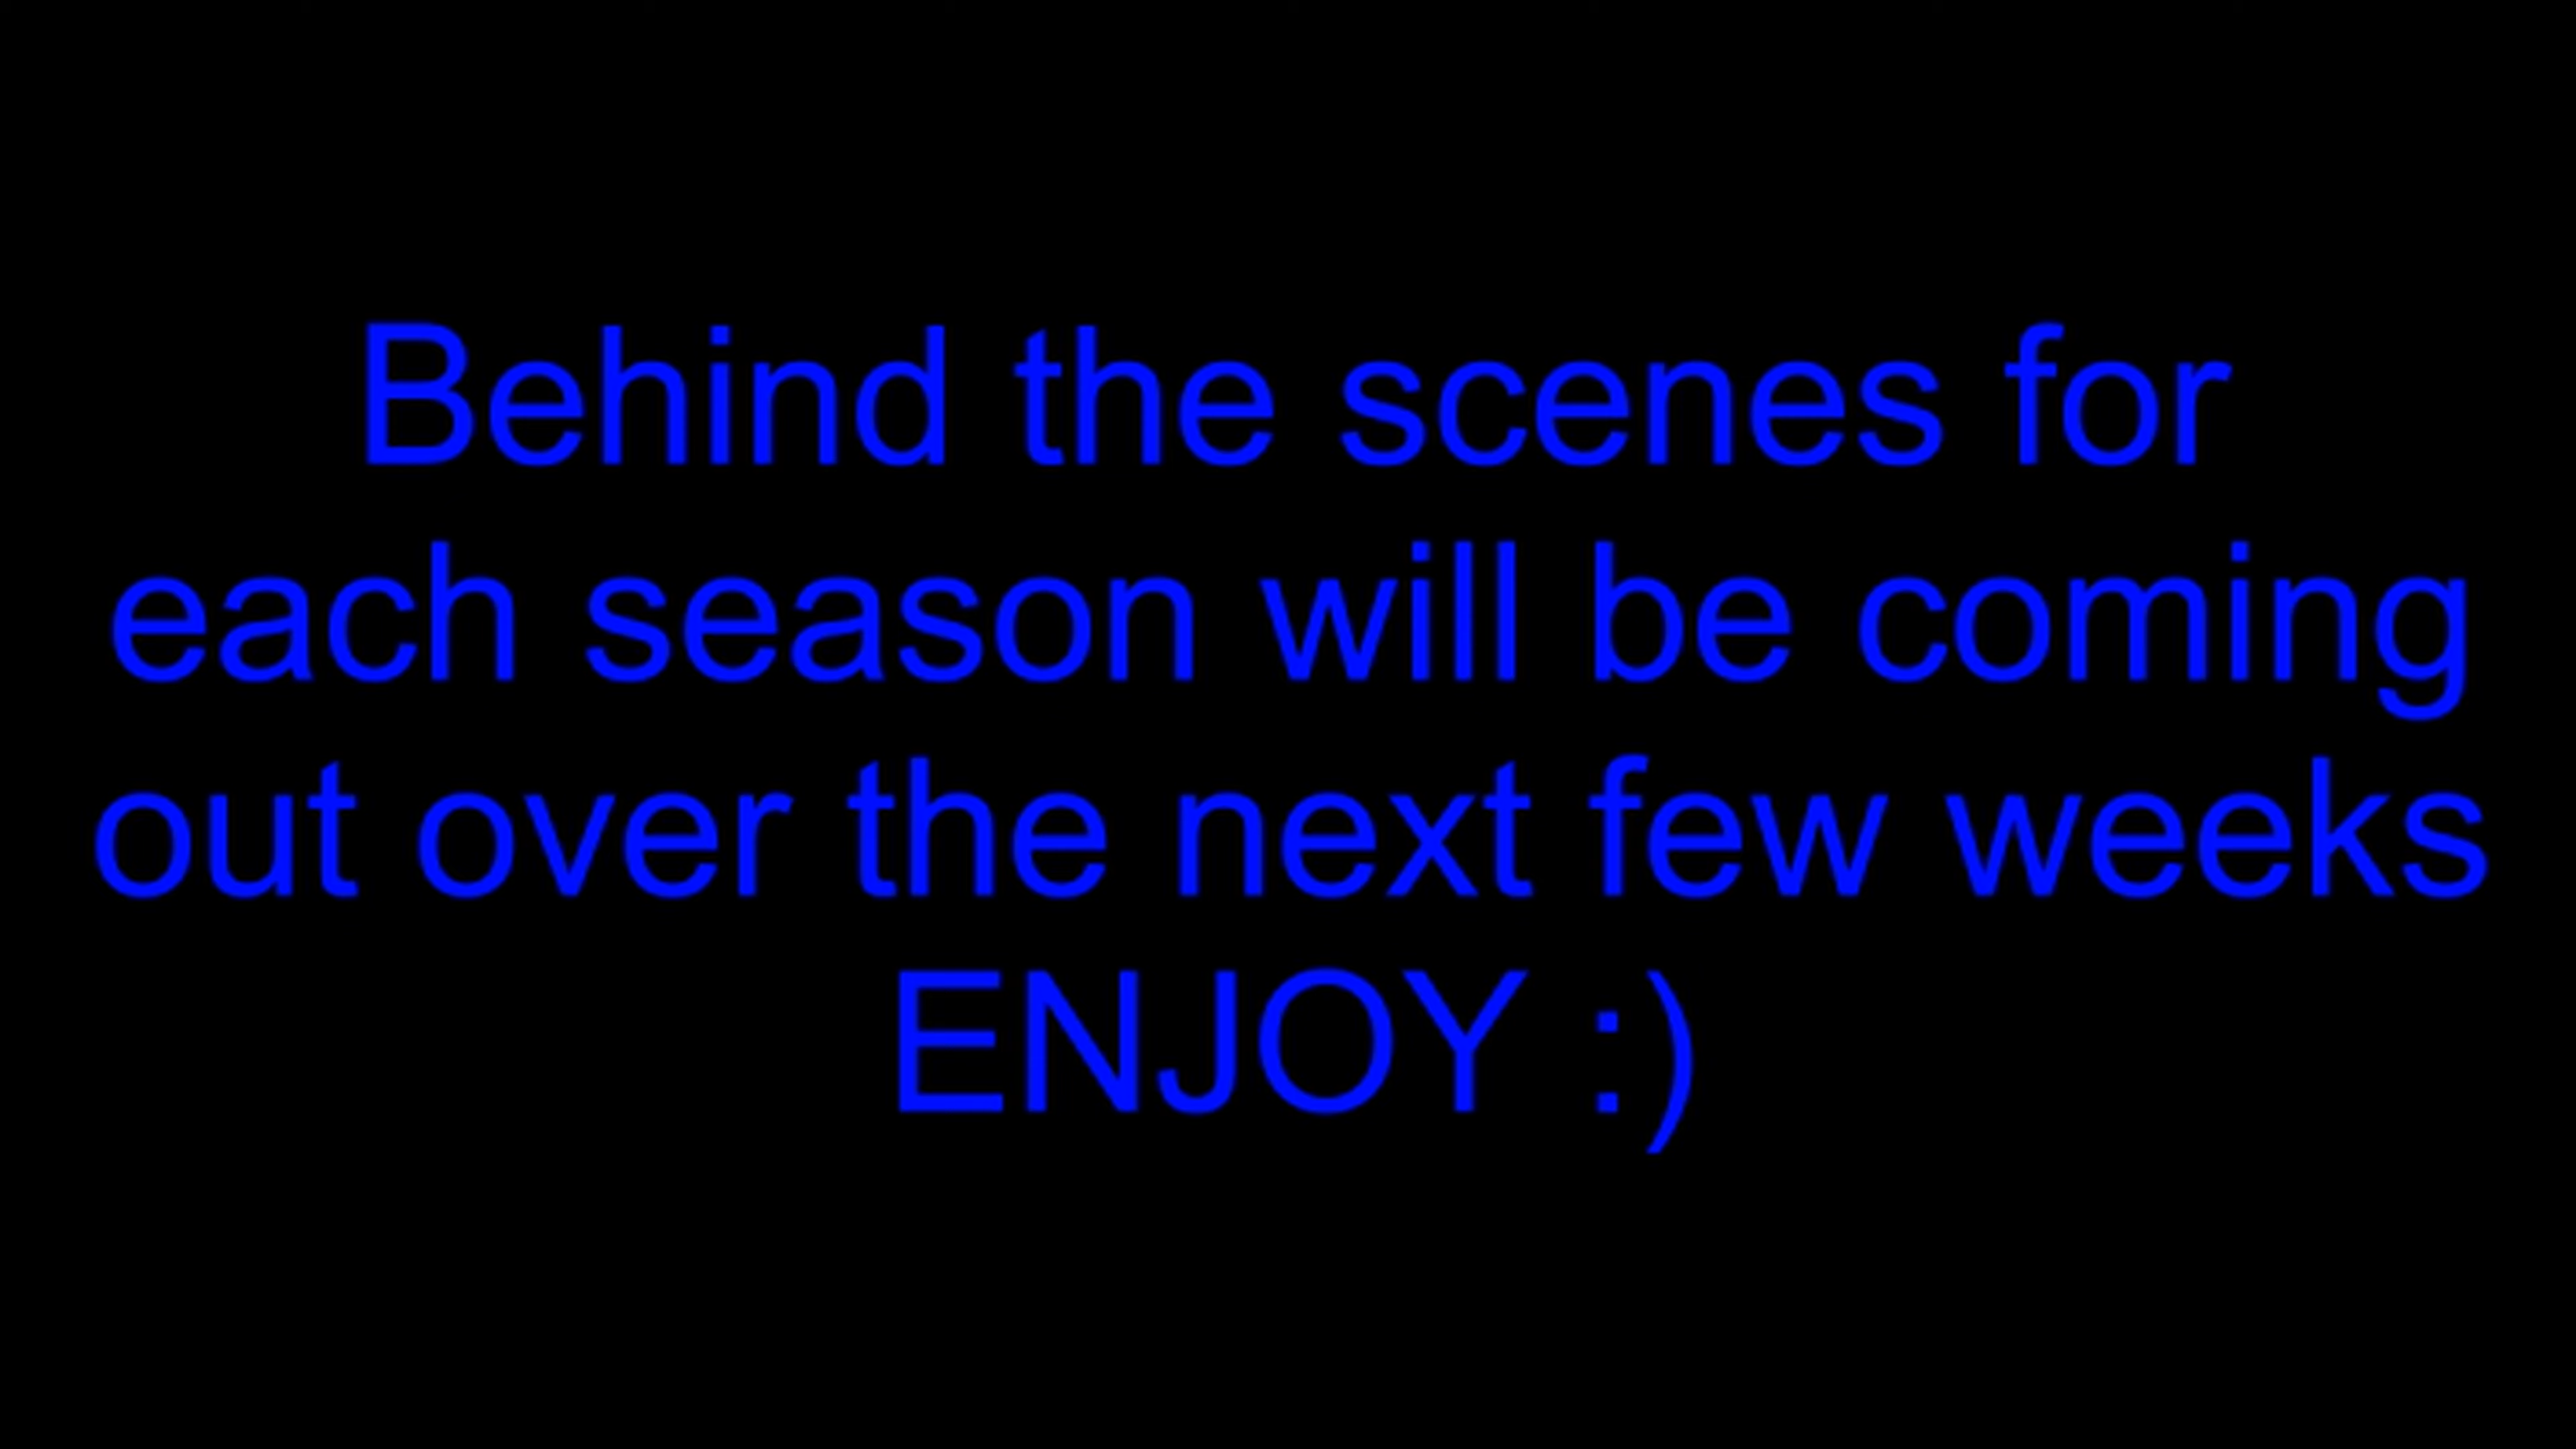 Behind the scenes for
each season will be coming
out over the next few weeks
ENJOY :)